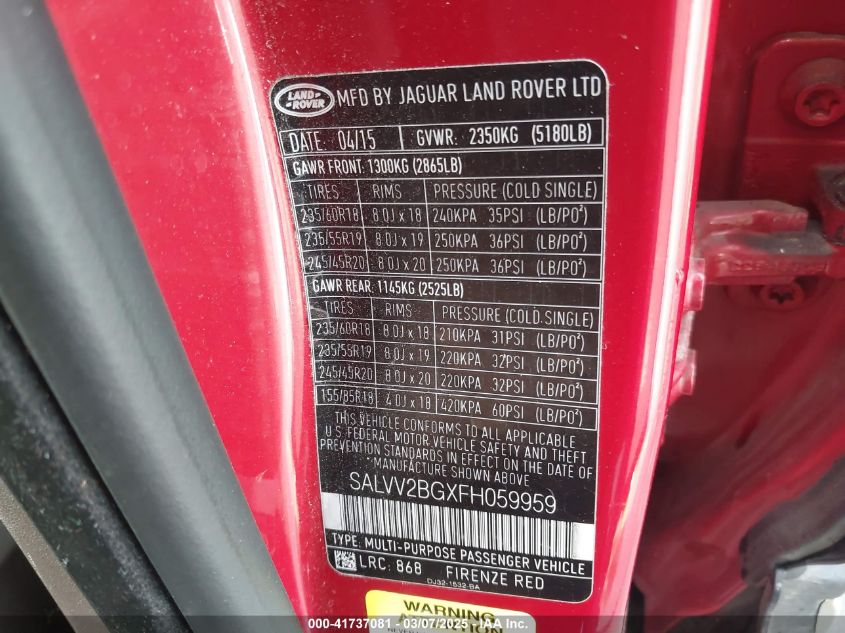 LAND ROVER MFD BY JAGUAR LAND ROVER LTD
DATE: 04/15 GVWR: 2350KG (5180LB)
GAWR FRONT: 1300KG (2865LB)
TIRES RIMS PRESSURE (COLD SINGLE)
235/60R18 8.0J x 18 240KPA 35PSI (LB/PO²)
235/55R19 8.0J x 19 250KPA 36PSI (LB/PO²)
245/45R20 8.0J x 20 250KPA 36PSI (LB/PO²)
GAWR REAR: 1145KG (2525LB)
TIRES RIMS PRESSURE (COLD.SINGLE)
235/60R18 8.0J x 18 210KPA 31PSI (LB/PO²)
235/55R19 8.0J x 19 220KPA 32PSI (LB/PO²)
245/45R20 8.0J x 20 220KPA 32PSI (LB/PO²)
155/85R18 4.0J x 18 420KPA 60PSI (LB/PO²)
THIS VEHICLE CONFORMS TO ALL APPLICABLE
U.S. FEDERAL MOTOR VEHICLE SAFETY AND THEFT
PREVENTION STANDARDS IN EFFECT ON THE DATE
OF MANUFACTURE SHOWN ABOVE
SALVV2BGXFH059959
TYPE: MULTI-PURPOSE PASSENGER VEHICLE
LRC: 868 FIRENZE RED
DJ32-1532-BA
WARNING
00-41737081 - 03/07/2025 - IAA